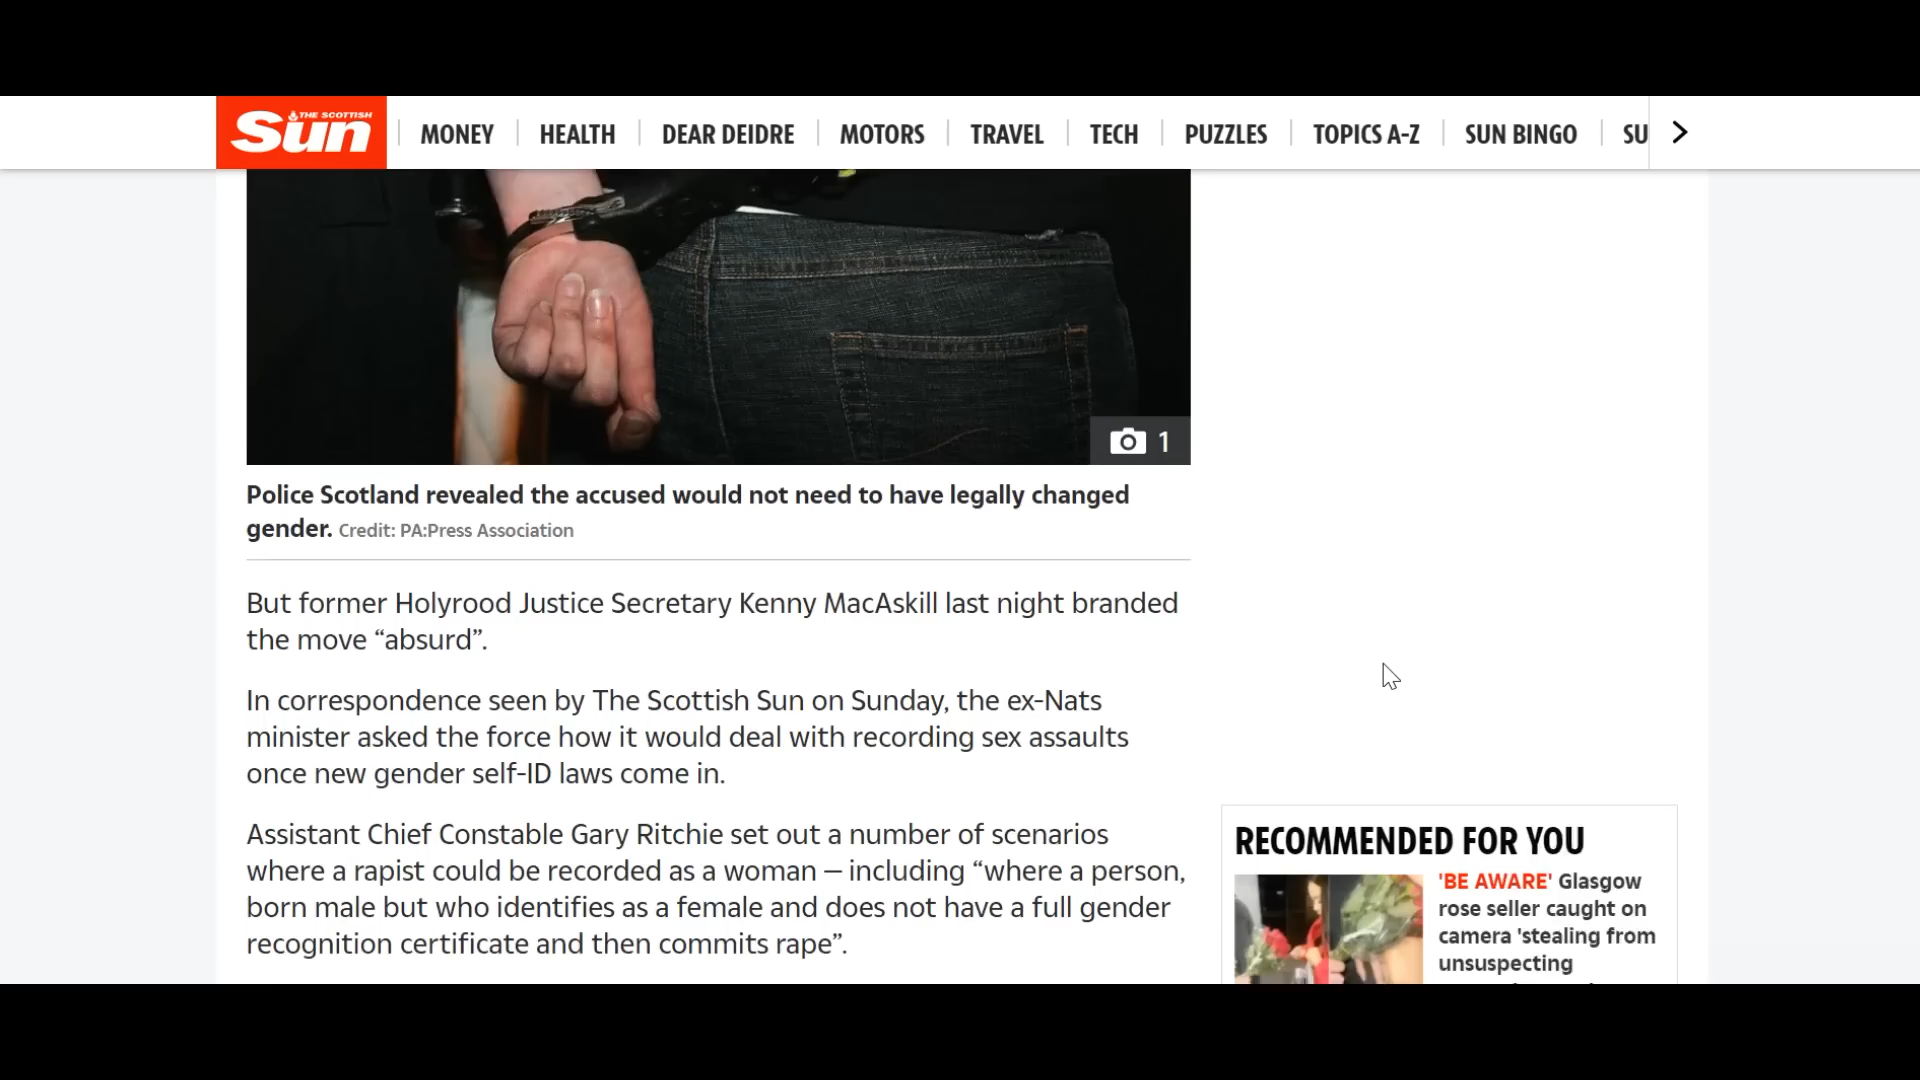 THE SCOTTISH
Sun
MONEY
HEALTH
DEAR DEIDRE
MOTORS
TRAVEL
TECH
PUZZLES
TOPICS A-Z
SUN BINGO
SU
1
Police Scotland revealed the accused would not need to have legally changed
gender. Credit: PA:Press Association
But former Holyrood Justice Secretary Kenny MacAskill last night branded
the move “absurd”.
In correspondence seen by The Scottish Sun on Sunday, the ex-Nats
minister asked the force how it would deal with recording sex assaults
once new gender self-ID laws come in.
Assistant Chief Constable Gary Ritchie set out a number of scenarios
where a rapist could be recorded as a woman — including “where a person,
born male but who identifies as a female and does not have a full gender
recognition certificate and then commits rape”.
RECOMMENDED FOR YOU
'BE AWARE' Glasgow
rose seller caught on
camera 'stealing from
unsuspecting